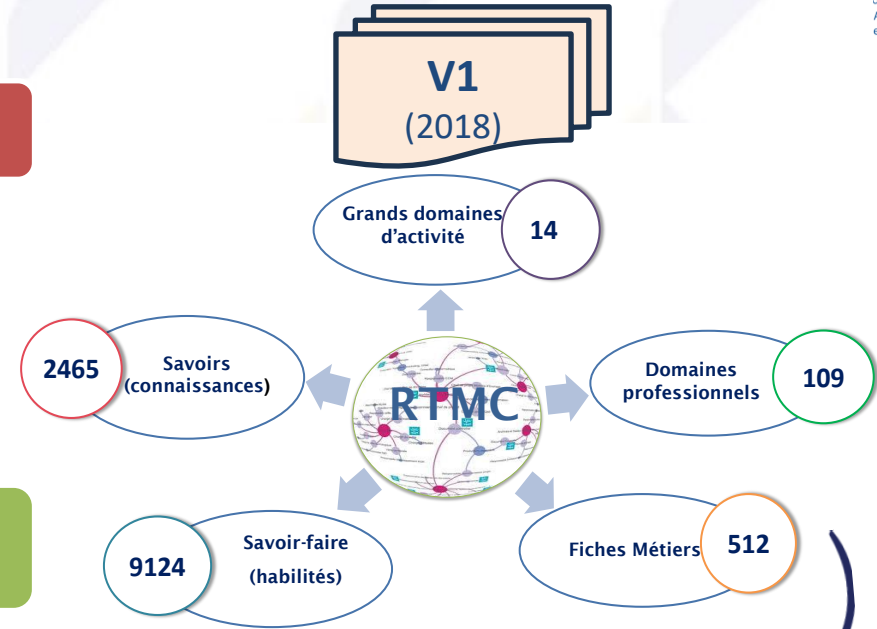 V1
(2018)
Grands domaines
d'activité
14
2465
Savoirs
(connaissances)
RTMC
Domaines
professionnels
109
9124
Savoir-faire
(habilités)
Fiches Métiers
512